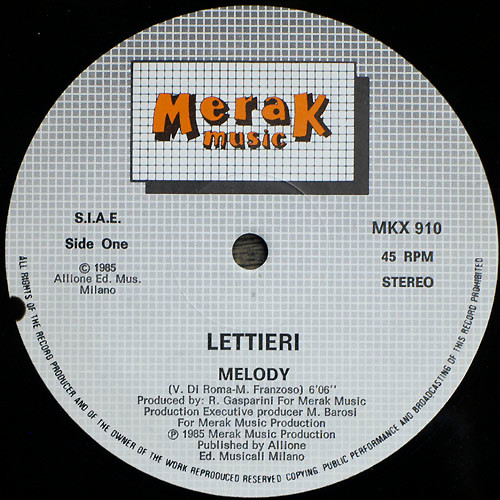 Merak
music
S.I.A.E.
Side One
© 1985
Allione Ed. Mus.
Milano
MKX 910
45 RPM
STEREO
LETTIERI
MELODY
(V. Di Roma-M. Franzoso) 6'06''
Produced by: R. Gasparini For Merak Music
Production Executive producer M. Barosi
For Merak Music Production
℗ 1985 Merak Music Production
Published by Allione
Ed. Musicali Milano
ALL RIGHTS OF THE RECORD PRODUCER AND OF THE OWNER OF THE WORK REPRODUCED RESERVED COPYING, PUBLIC PERFORMANCE AND BROADCASTING OF THIS RECORD PROHIBITED